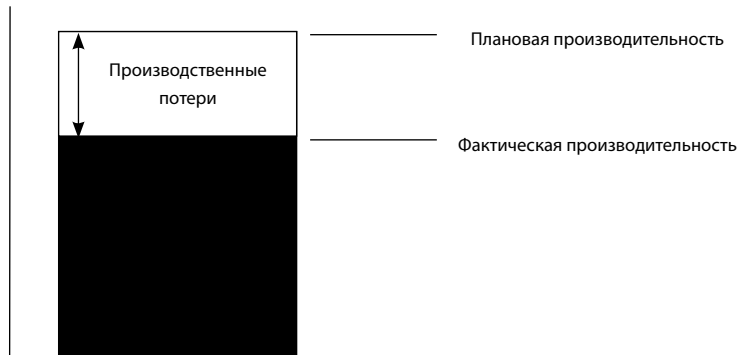 Плановая производительность
Производственные
потери
Фактическая производительность